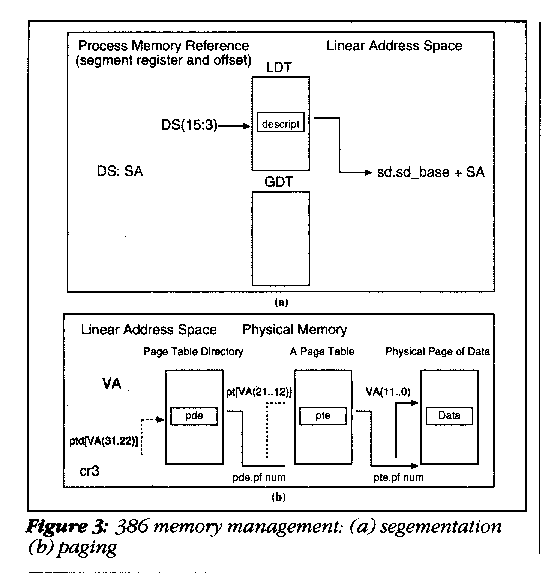 Process Memory Reference
(segment register and offset)
Linear Address Space
LDT
DS(15:3)
descript
DS: SA
sd.sd_base + SA
GDT
(a)
Linear Address Space
Physical Memory
Page Table Directory
A Page Table
Physical Page of Data
VA
pt[VA(21..12)]
VA(11..0)
pde
pte
Data
ptd[VA(31..22)]
cr3
pde.pf num
pte.pf num
(b)
Figure 3: 386 memory management: (a) segementation
(b) paging